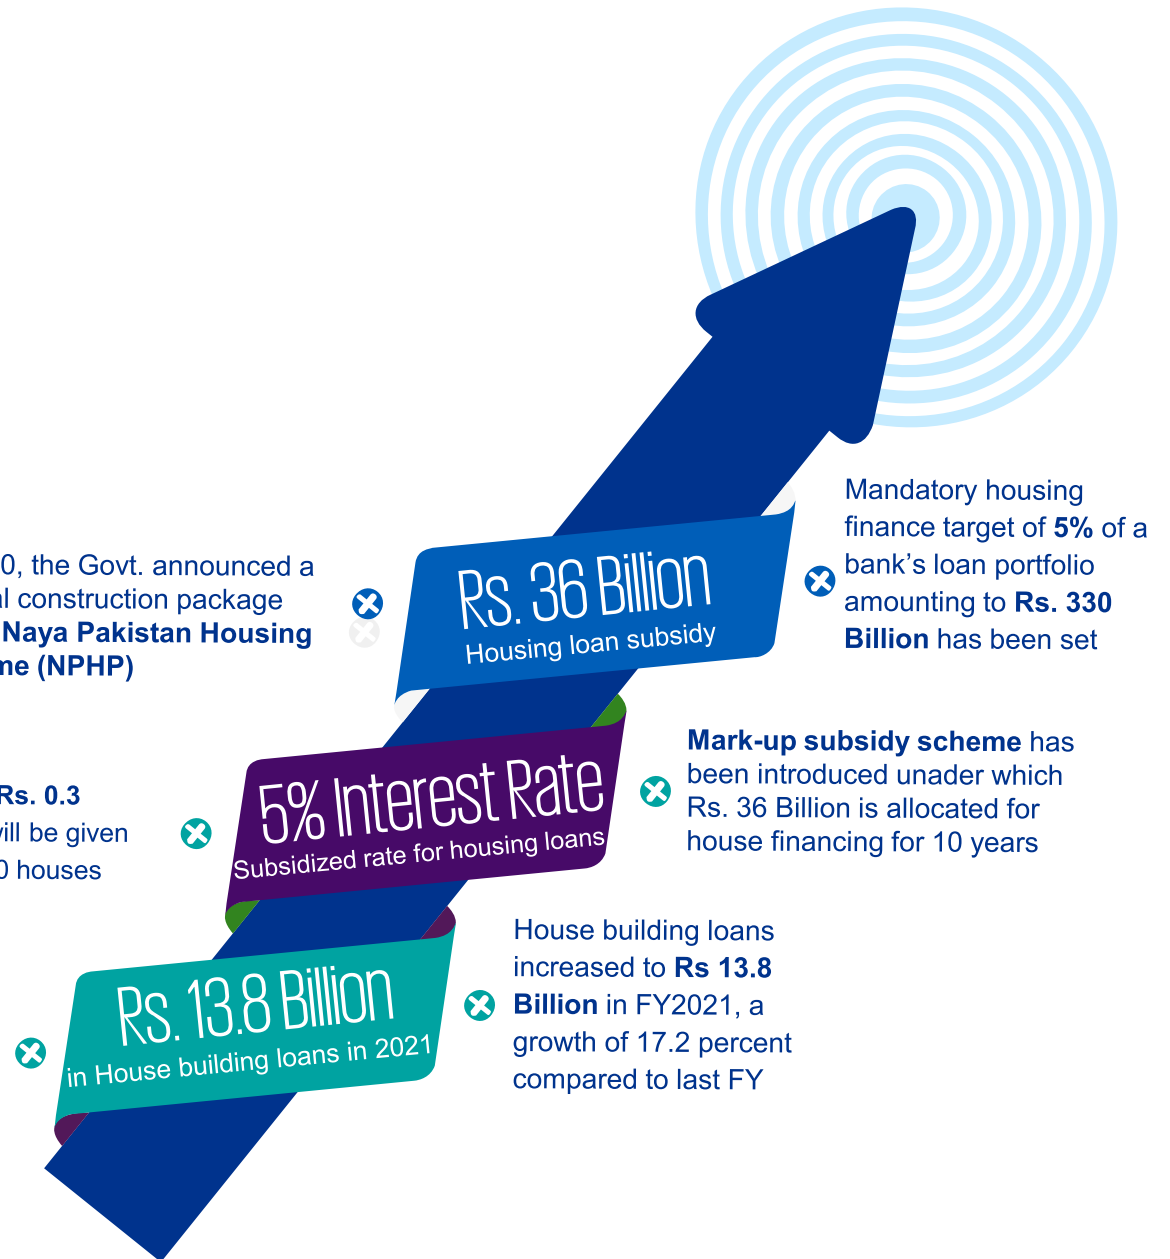 Mandatory housing
finance target of 5% of a
bank's loan portfolio
amounting to Rs. 330
Billion has been set
0, the Govt. announced a
l construction package
Naya Pakistan Housing
me (NPHP)
Rs. 36 Billion
Housing loan subsidy
Mark-up subsidy scheme has
been introduced unader which
Rs. 36 Billion is allocated for
house financing for 10 years
Rs. 0.3
will be given
0 houses
5% Interest Rate
Subsidized rate for housing loans
House building loans
increased to Rs 13.8
Billion in FY2021, a
growth of 17.2 percent
compared to last FY
Rs. 13.8 Billion
in House building loans in 2021